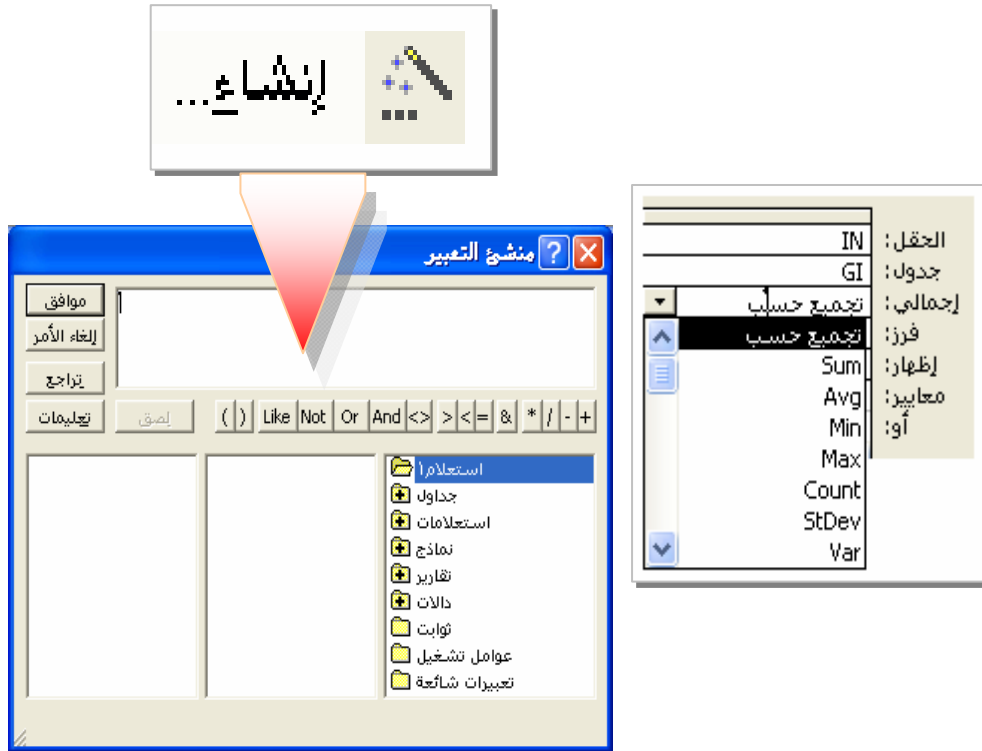 إنشاء...
منشئ التعبير
موافق
إلغاء الأمر
تراجع
تعليمات
لصق
+ - / * & = > < <> And Or Not Like ( )
استعلام1
جداول
استعلامات
نماذج
تقارير
دالات
ثوابت
عوامل تشغيل
تعبيرات شائعة
الحقل: IN
جدول: GI
إجمالي: تجميع حسب
فرز:
إظهار:
معايير:
أو:
تجميع حسب
Sum
Avg
Min
Max
Count
StDev
Var